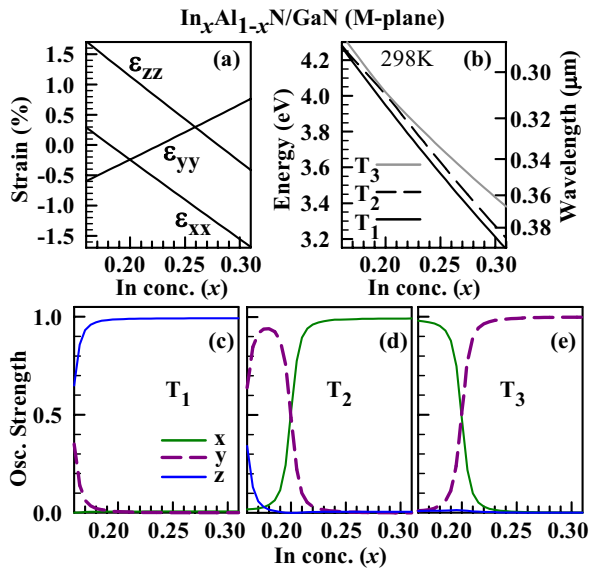 InₓAl₁₋ₓN/GaN (M-plane)
(a)
εzz
εyy
εxx
Strain (%)
1.5
1.0
0.5
0.0
-0.5
-1.0
-1.5
0.20 0.25 0.30
In conc. (x)
298K (b)
T₃
T₂
T₁
Energy (eV)
4.2
4.0
3.8
3.6
3.4
3.2
0.30
0.32
0.34
0.36
0.38
Wavelength (μm)
0.20 0.25 0.30
In conc. (x)
(c)
T₁
x
y
z
Osc. Strength
1.0
0.5
0.0
0.20 0.25 0.30
(d)
T₂
0.20 0.25 0.30
In conc. (x)
(e)
T₃
0.20 0.25 0.30
In conc. (x)
In conc. (x)